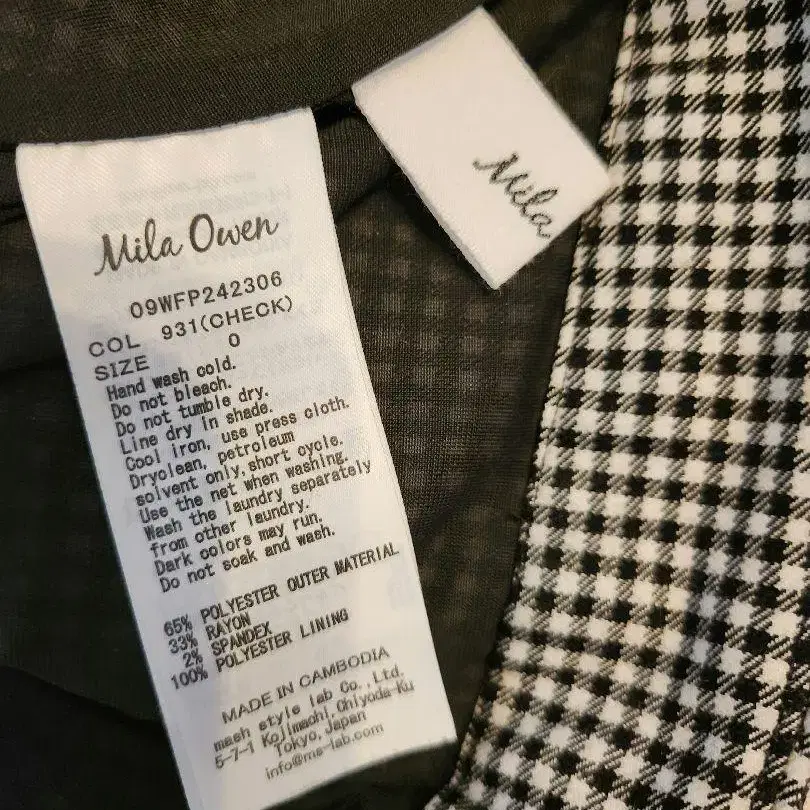 Mila Owen
09WFP242306
COL 931(CHECK)
SIZE 0
Hand wash cold.
Do not bleach.
Do not tumble dry.
Line dry in shade.
Cool iron, use press cloth.
Dryclean, petroleum
solvent only,short cycle.
Use the net when washing.
Wash the laundry separately
from other laundry.
Dark colors may run.
Do not soak and wash.
65% POLYESTER OUTER MATERIAL
33% RAYON
2% SPANDEX
100% POLYESTER LINING
MADE IN CAMBODIA
mash style lab Co.,Ltd.
5-7-1 Kojimachi,Chiyoda-Ku
Tokyo, Japan
info@ms-lab.com
Mila